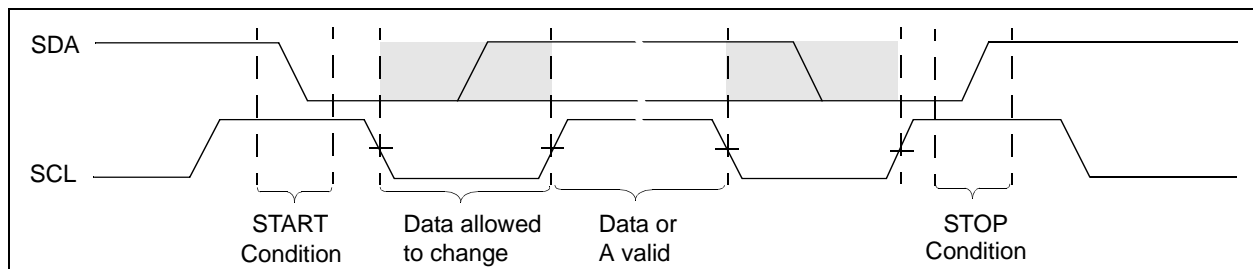 SDA
SCL
START
Condition
Data allowed
to change
Data or
A valid
STOP
Condition